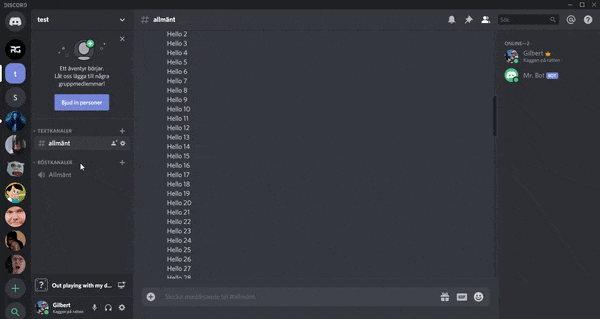 DISCORD
test
Ett äventyr börjar.
Låt oss lägga till några
gruppmedlemmar!
Bjud in personer
TEXTKANALER
# allmänt
RÖSTKANALER
Allmänt
Out playing with my d...
Gilbert
Kaggen på ratten
# allmänt
Sök
Hello 2
Hello 3
Hello 4
Hello 5
Hello 6
Hello 7
Hello 8
Hello 9
Hello 10
Hello 11
Hello 12
Hello 13
Hello 14
Hello 15
Hello 16
Hello 17
Hello 18
Hello 19
Hello 20
Hello 21
Hello 22
Hello 23
Hello 24
Hello 25
Hello 26
Hello 27
Hello 28
Skicka meddelande till #allmänt
GIF
ONLINE—2
Gilbert
Kaggen på ratten
Mr. Bot BOT
t
S